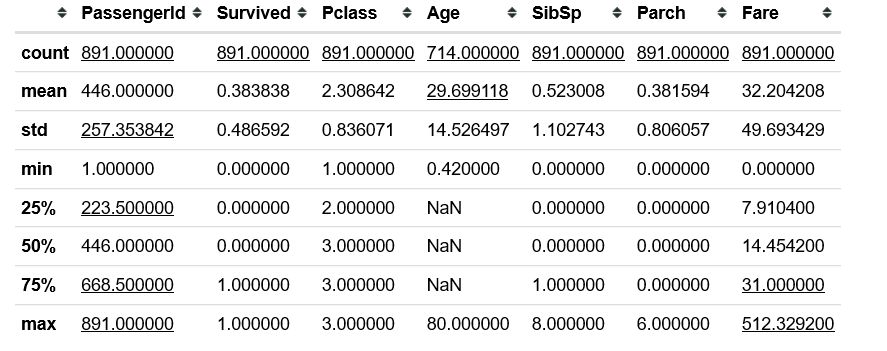 PassengerId Survived Pclass Age SibSp Parch Fare
count 891.000000 891.000000 891.000000 714.000000 891.000000 891.000000 891.000000
mean 446.000000 0.383838 2.308642 29.699118 0.523008 0.381594 32.204208
std 257.353842 0.486592 0.836071 14.526497 1.102743 0.806057 49.693429
min 1.000000 0.000000 1.000000 0.420000 0.000000 0.000000 0.000000
25% 223.500000 0.000000 2.000000 NaN 0.000000 0.000000 7.910400
50% 446.000000 0.000000 3.000000 NaN 0.000000 0.000000 14.454200
75% 668.500000 1.000000 3.000000 NaN 1.000000 0.000000 31.000000
max 891.000000 1.000000 3.000000 80.000000 8.000000 6.000000 512.329200